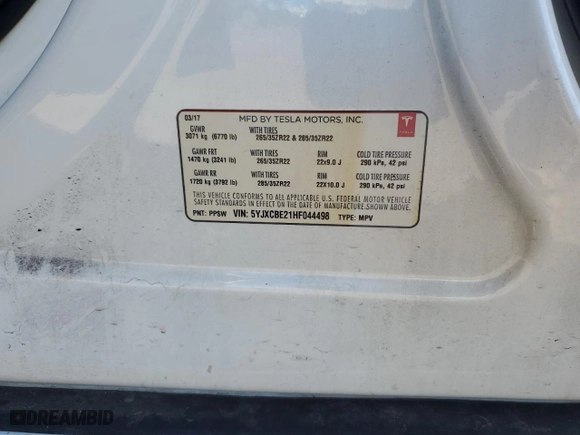 03/17 MFD BY TESLA MOTORS, INC.
GVWR WITH TIRES
3071 kg (6770 lb) 265/35ZR22 & 285/35ZR22
GAWR FRT WITH TIRES RIM COLD TIRE PRESSURE
1470 kg (3241 lb) 265/35ZR22 22x9.0 J 290 kPa, 42 psi
GAWR RR WITH TIRES RIM COLD TIRE PRESSURE
1720 kg (3792 lb) 285/35ZR22 22X10.0 J 290 kPa, 42 psi
THIS VEHICLE CONFORMS TO ALL APPLICABLE U.S. FEDERAL MOTOR VEHICLE
SAFETY STANDARDS IN EFFECT ON THE DATE OF MANUFACTURE.SHOWN ABOVE.
PNT: PPSW VIN: 5YJXCBE21HF044498 TYPE: MPV
TESLA
DREAMBID